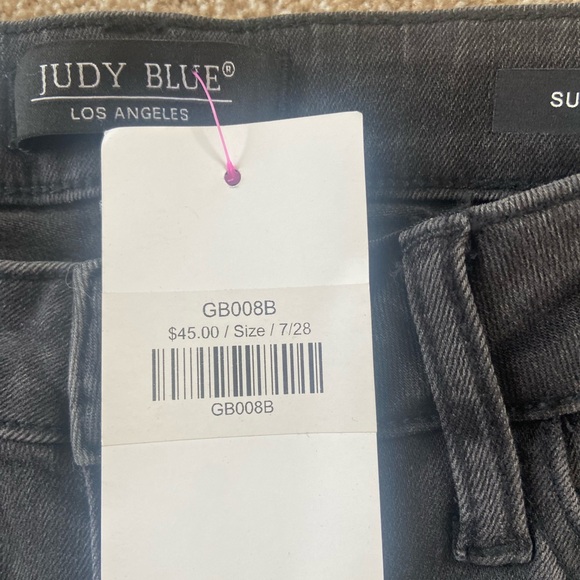 JUDY BLUE®
LOS ANGELES
SU
GB008B
$45.00 / Size / 7/28
GB008B